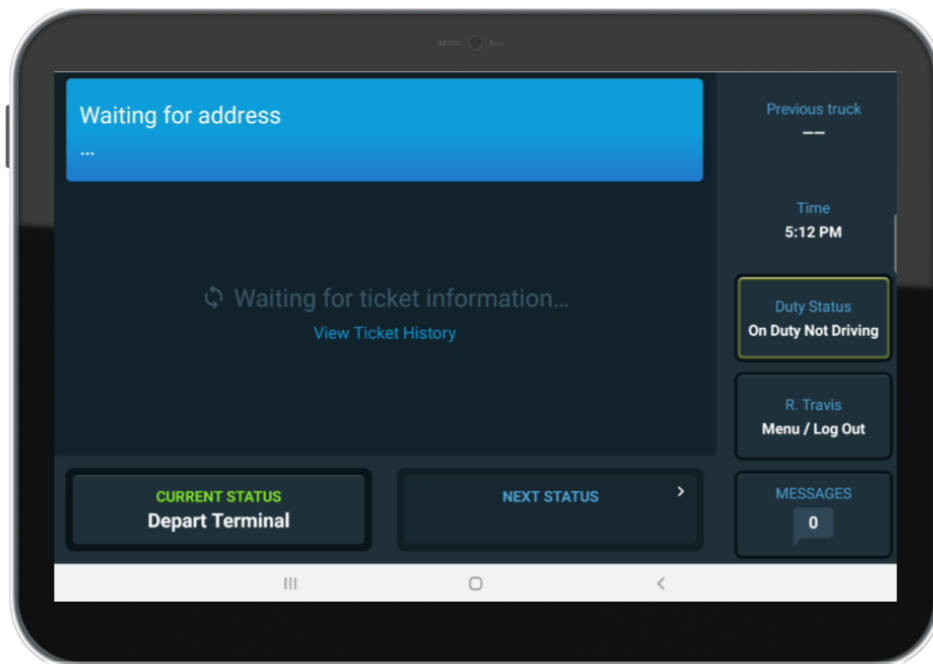 Waiting for address
...
Previous truck
––
Time
5:12 PM
Waiting for ticket information...
View Ticket History
Duty Status
On Duty Not Driving
R. Travis
Menu / Log Out
CURRENT STATUS
Depart Terminal
NEXT STATUS
MESSAGES
0